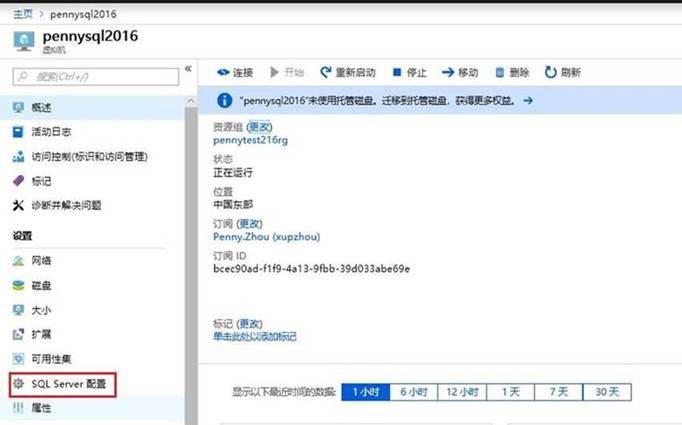 主页 > pennysql2016
pennysql2016
虚拟机
搜索(Ctrl+/)
«
概述
活动日志
访问控制(标识和访问管理)
标记
诊断并解决问题
设置
网络
磁盘
大小
扩展
可用性集
SQL Server 配置
属性
连接 开始 重新启动 停止 移动 删除 刷新
"pennysql2016"未使用托管磁盘。迁移到托管磁盘，获得更多权益。 →
资源组 (更改)
pennytest216rg
状态
正在运行
位置
中国东部
订阅 (更改)
Penny.Zhou (xupzhou)
订阅 ID
bcec90ad-f1f9-4a13-9fbb-39d033abe69e
标记 (更改)
单击此处以添加标记
显示以下最近时间的数据: 1 小时 6 小时 12 小时 1 天 7 天 30 天